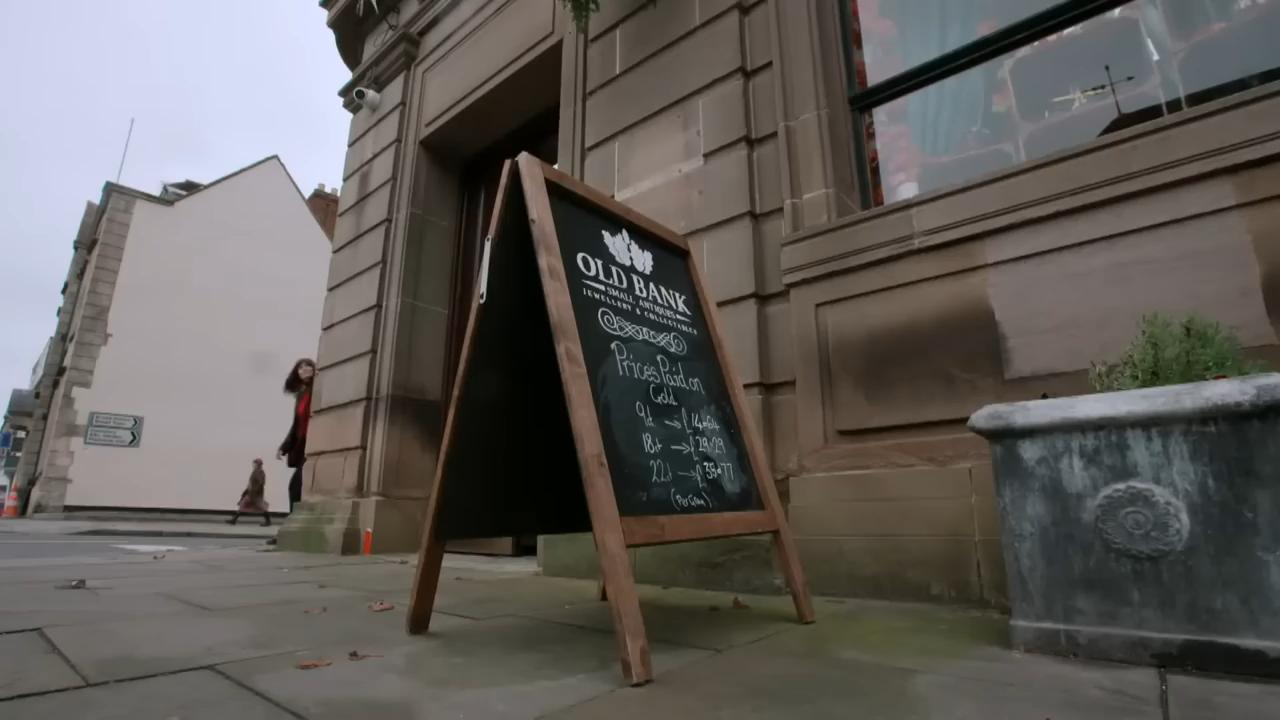 OLD BANK
SMALL ANTIQUES
JEWELLERY & COLLECTABLES
Prices Paid on
Gold
9ct → £14=64
18ct → £29=29
22ct → £35=77
(Per Gram)